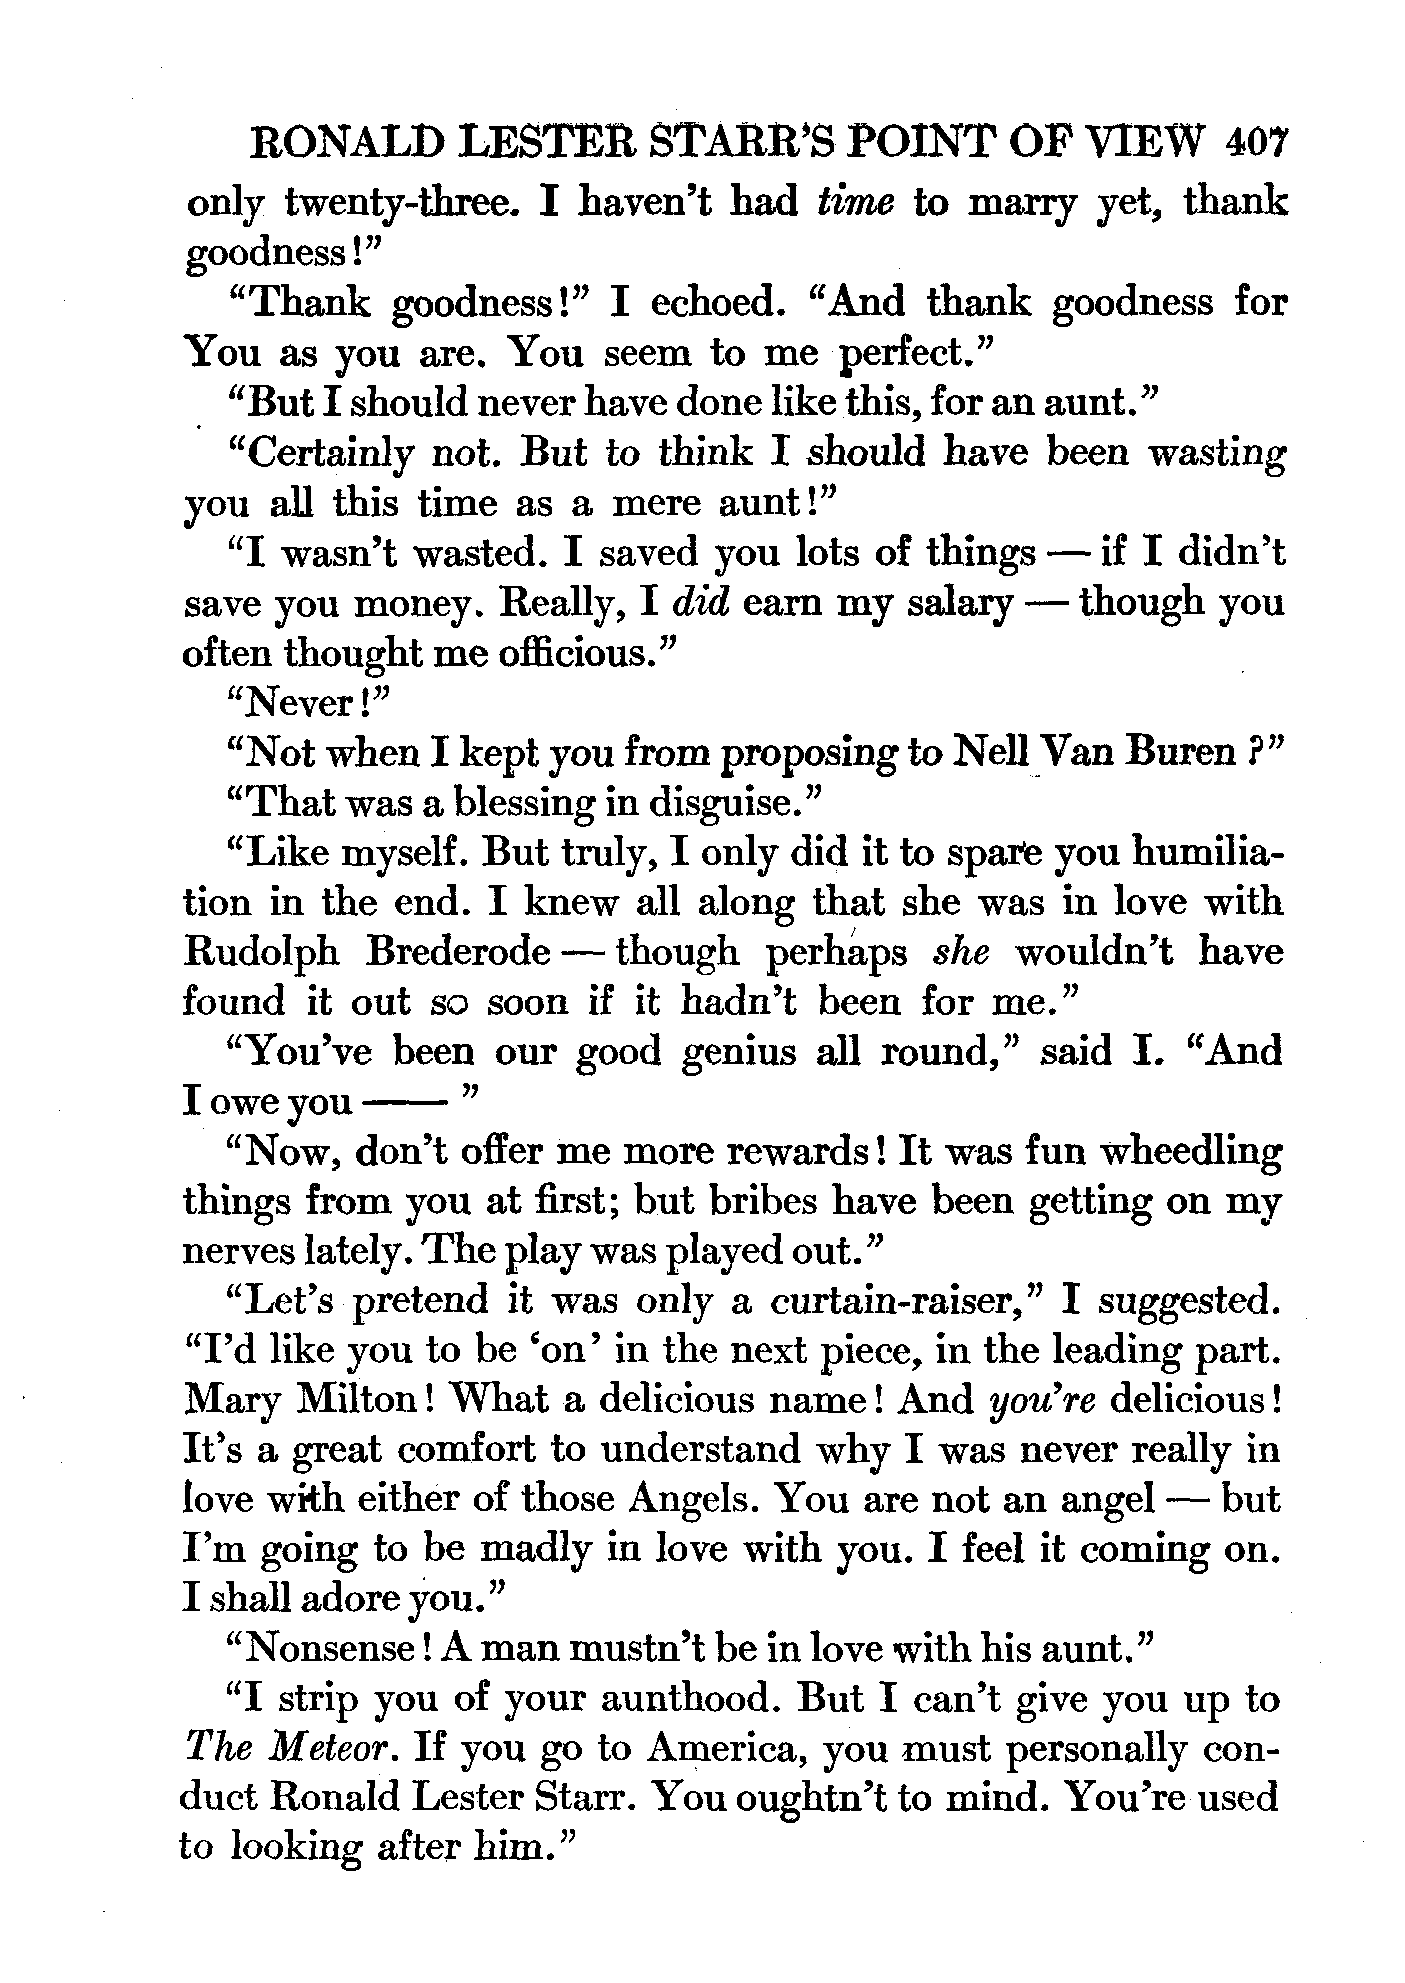 RONALD LESTER STARR'S POINT OF VIEW 407
only twenty-three. I haven't had time to marry yet, thank
goodness!"
"Thank goodness!" I echoed. "And thank goodness for
You as you are. You seem to me perfect."
"But I should never have done like this, for an aunt."
"Certainly not. But to think I should have been wasting
you all this time as a mere aunt!"
"I wasn't wasted. I saved you lots of things — if I didn't
save you money. Really, I did earn my salary — though you
often thought me officious."
"Never!"
"Not when I kept you from proposing to Nell Van Buren?"
"That was a blessing in disguise."
"Like myself. But truly, I only did it to spare you humilia-
tion in the end. I knew all along that she was in love with
Rudolph Brederode — though perhaps she wouldn't have
found it out so soon if it hadn't been for me."
"You've been our good genius all round," said I. "And
I owe you —— "
"Now, don't offer me more rewards! It was fun wheedling
things from you at first; but bribes have been getting on my
nerves lately. The play was played out."
"Let's pretend it was only a curtain-raiser," I suggested.
"I'd like you to be 'on' in the next piece, in the leading part.
Mary Milton! What a delicious name! And you're delicious!
It's a great comfort to understand why I was never really in
love with either of those Angels. You are not an angel — but
I'm going to be madly in love with you. I feel it coming on.
I shall adore you."
"Nonsense! A man mustn't be in love with his aunt."
"I strip you of your aunthood. But I can't give you up to
The Meteor. If you go to America, you must personally con-
duct Ronald Lester Starr. You oughtn't to mind. You're used
to looking after him."